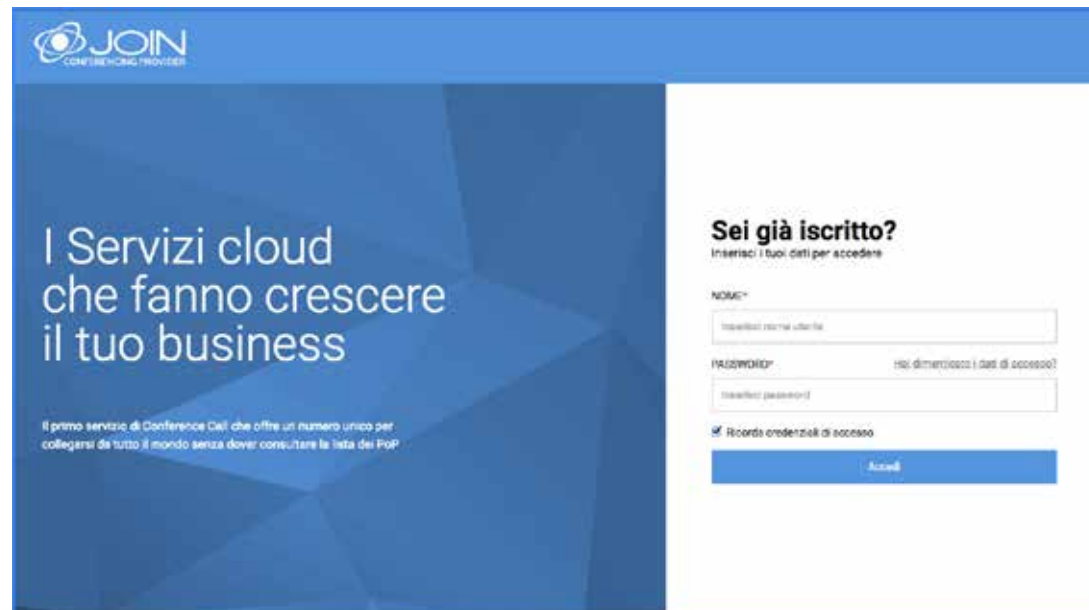 JOIN
CONFERENCING PROVIDER
I Servizi cloud
che fanno crescere
il tuo business
Il primo servizio di Conference Call che offre un numero unico per
collegarsi da tutto il mondo senza dover consultare la lista dei PoP
Sei già iscritto?
Inserisci i tuoi dati per accedere
NOME*
Inserisci nome utente
PASSWORD*
Hai dimenticato i dati di accesso?
Inserisci password
Ricorda credenziali di accesso
Accedi